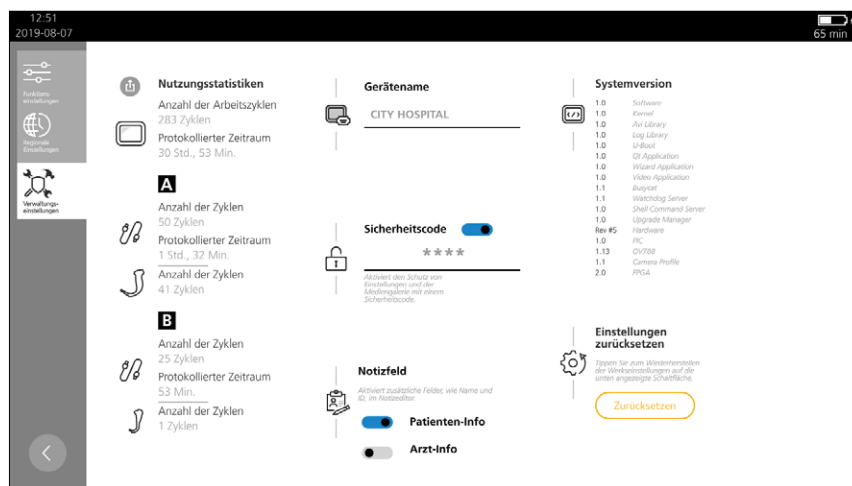 12:51
2019-08-07
65 min
Funktions-
einstellungen
Regionale
Einstellungen
Verwaltungs-
einstellungen
Nutzungsstatistiken
Anzahl der Arbeitszyklen
283 Zyklen
Protokollierter Zeitraum
30 Std., 53 Min.
A
Anzahl der Zyklen
50 Zyklen
Protokollierter Zeitraum
1 Std., 32 Min.
Anzahl der Zyklen
41 Zyklen
B
Anzahl der Zyklen
25 Zyklen
Protokollierter Zeitraum
53 Min.
Anzahl der Zyklen
1 Zyklen
Gerätename
CITY HOSPITAL
Sicherheitscode
****
Aktiviert den Schutz von
Einstellungen und der
Mediengalerie mit einem
Sicherheitscode.
Notizfeld
Aktiviert zusätzliche Felder, wie Name und
ID, im Notizeditor.
Patienten-Info
Arzt-Info
Systemversion
1.0 Software
1.0 Kernel
1.0 Avi Library
1.0 Log Library
1.0 U-Boot
1.0 Qt Application
1.0 Wizard Application
1.0 Video Application
1.1 Busytat
1.1 Watchdog Server
1.0 Shell Command Server
1.0 Upgrade Manager
Rev #5 Hardware
1.0 PIC
1.13 OV788
1.1 Camera Profile
2.0 FPGA
Einstellungen
zurücksetzen
Tippen Sie zum Wiederherstellen
der Werkseinstellungen auf die
unten angezeigte Schaltfläche.
Zurücksetzen